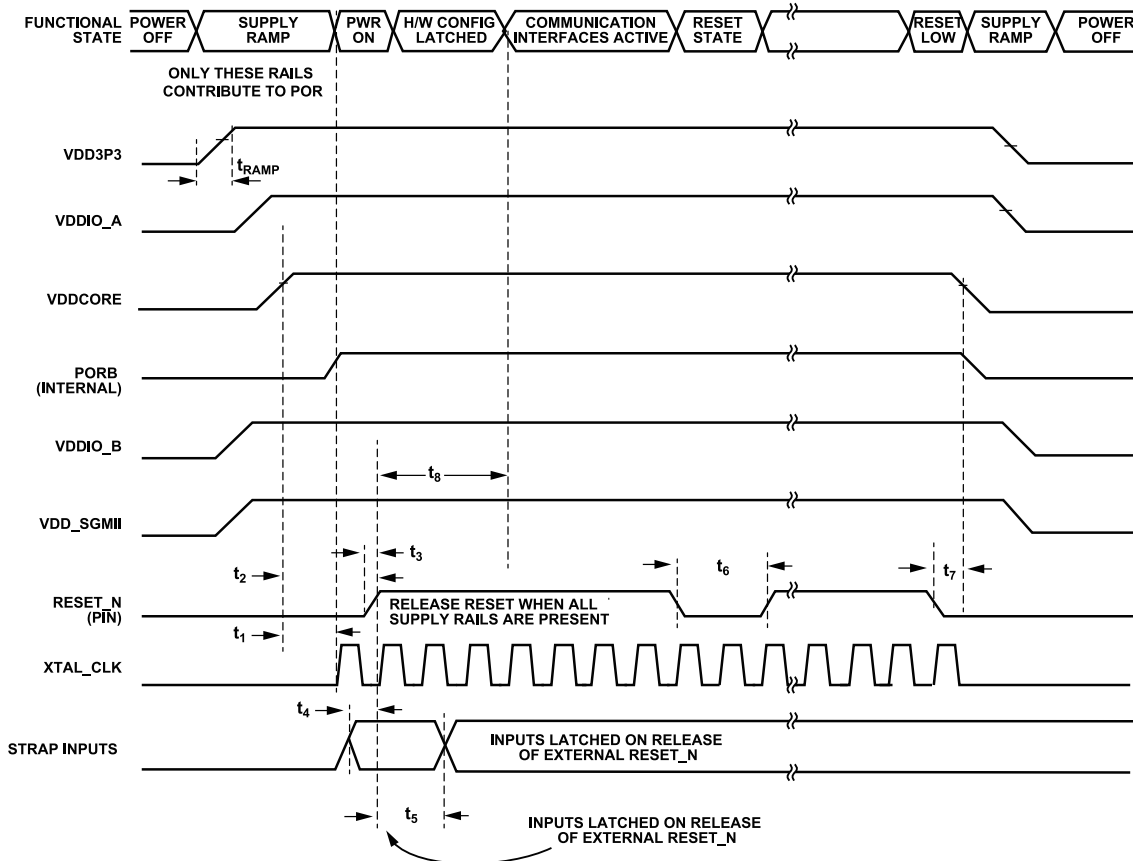 FUNCTIONAL
STATE
POWER
OFF
SUPPLY
RAMP
PWR
ON
H/W CONFIG
LATCHED
COMMUNICATION
INTERFACES ACTIVE
RESET
STATE
RESET
LOW
SUPPLY
RAMP
POWER
OFF
ONLY THESE RAILS
CONTRIBUTE TO POR
VDD3P3
tRAMP
VDDIO_A
VDDCORE
PORB
(INTERNAL)
VDDIO_B
t8
VDD_SGMII
t3
t2
t6
t7
RESET_N
(PIN)
RELEASE RESET WHEN ALL
SUPPLY RAILS ARE PRESENT
t1
XTAL_CLK
t4
STRAP INPUTS
INPUTS LATCHED ON RELEASE
OF EXTERNAL RESET_N
t5
INPUTS LATCHED ON RELEASE
OF EXTERNAL RESET_N